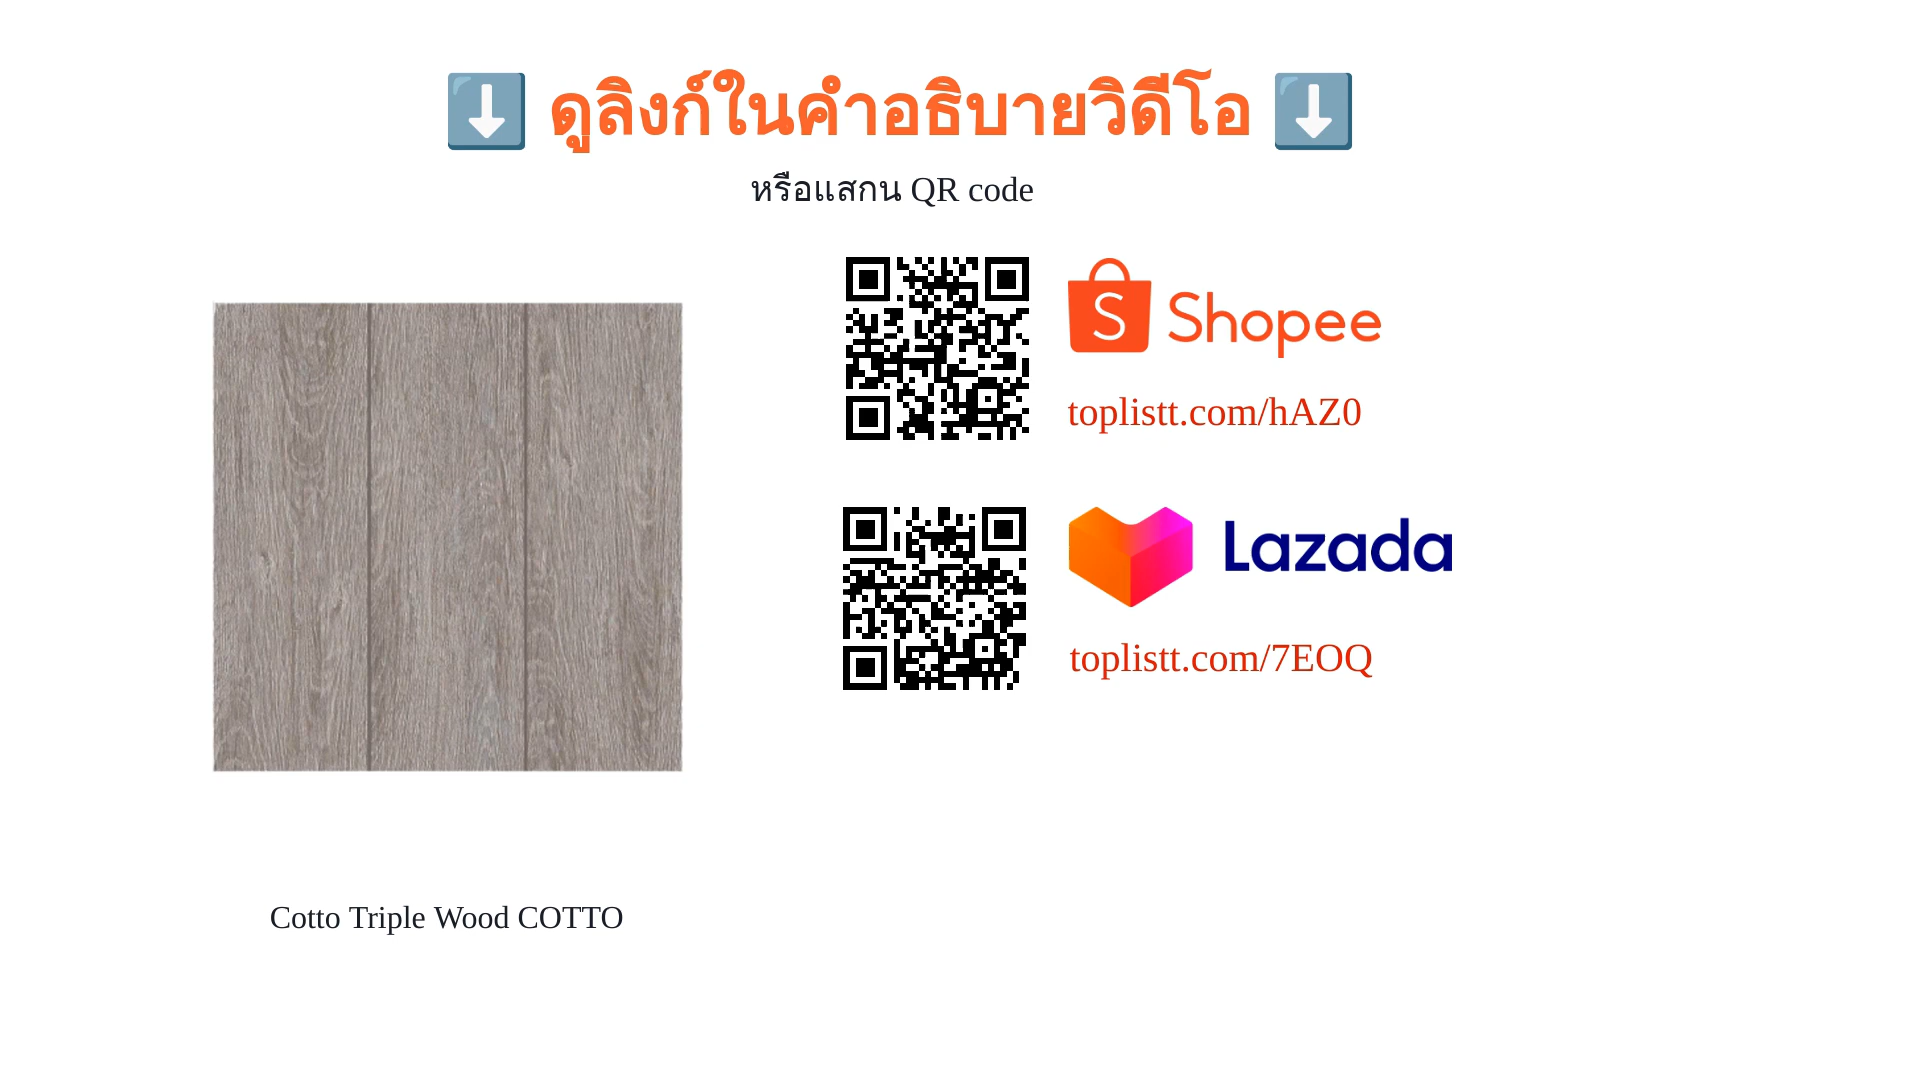 ⬇️ ดูลิงก์ในคำอธิบายวิดีโอ ⬇️
หรือแสกน QR code
Shopee
toplistt.com/hAZ0
Lazada
toplistt.com/7EOQ
Cotto Triple Wood COTTO